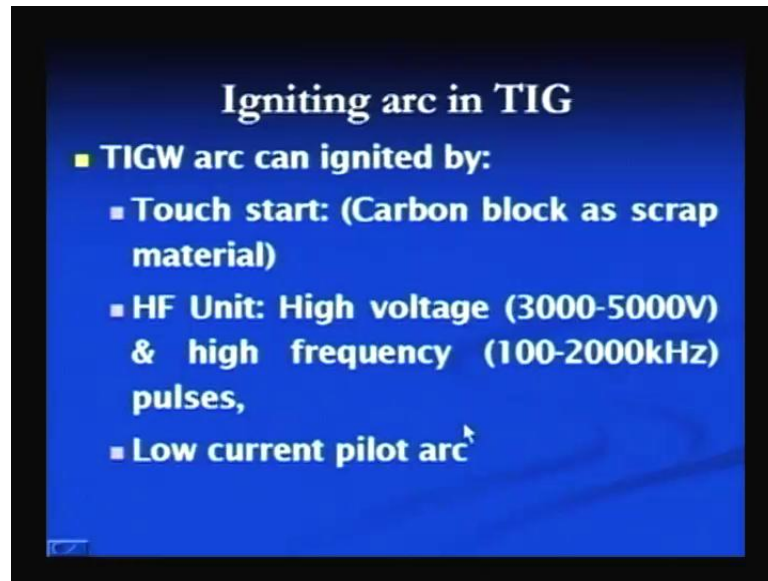 Igniting arc in TIG
TIGW arc can ignited by:
Touch start: (Carbon block as scrap
material)
HF Unit: High voltage (3000-5000V)
& high frequency (100-2000kHz)
pulses,
Low current pilot arc